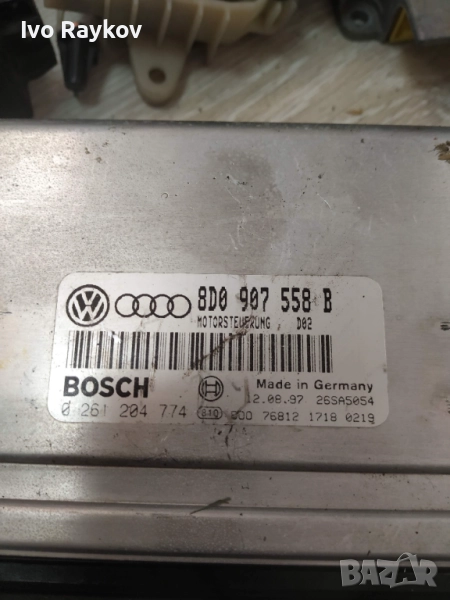 Ivo Raykov
8D0 907 558 B
MOTORSTEUERUNG, D02
BOSCH
Made in Germany
0 261 204 774
12.08.97 26SA5054
76812 1718 0219
BAZAR